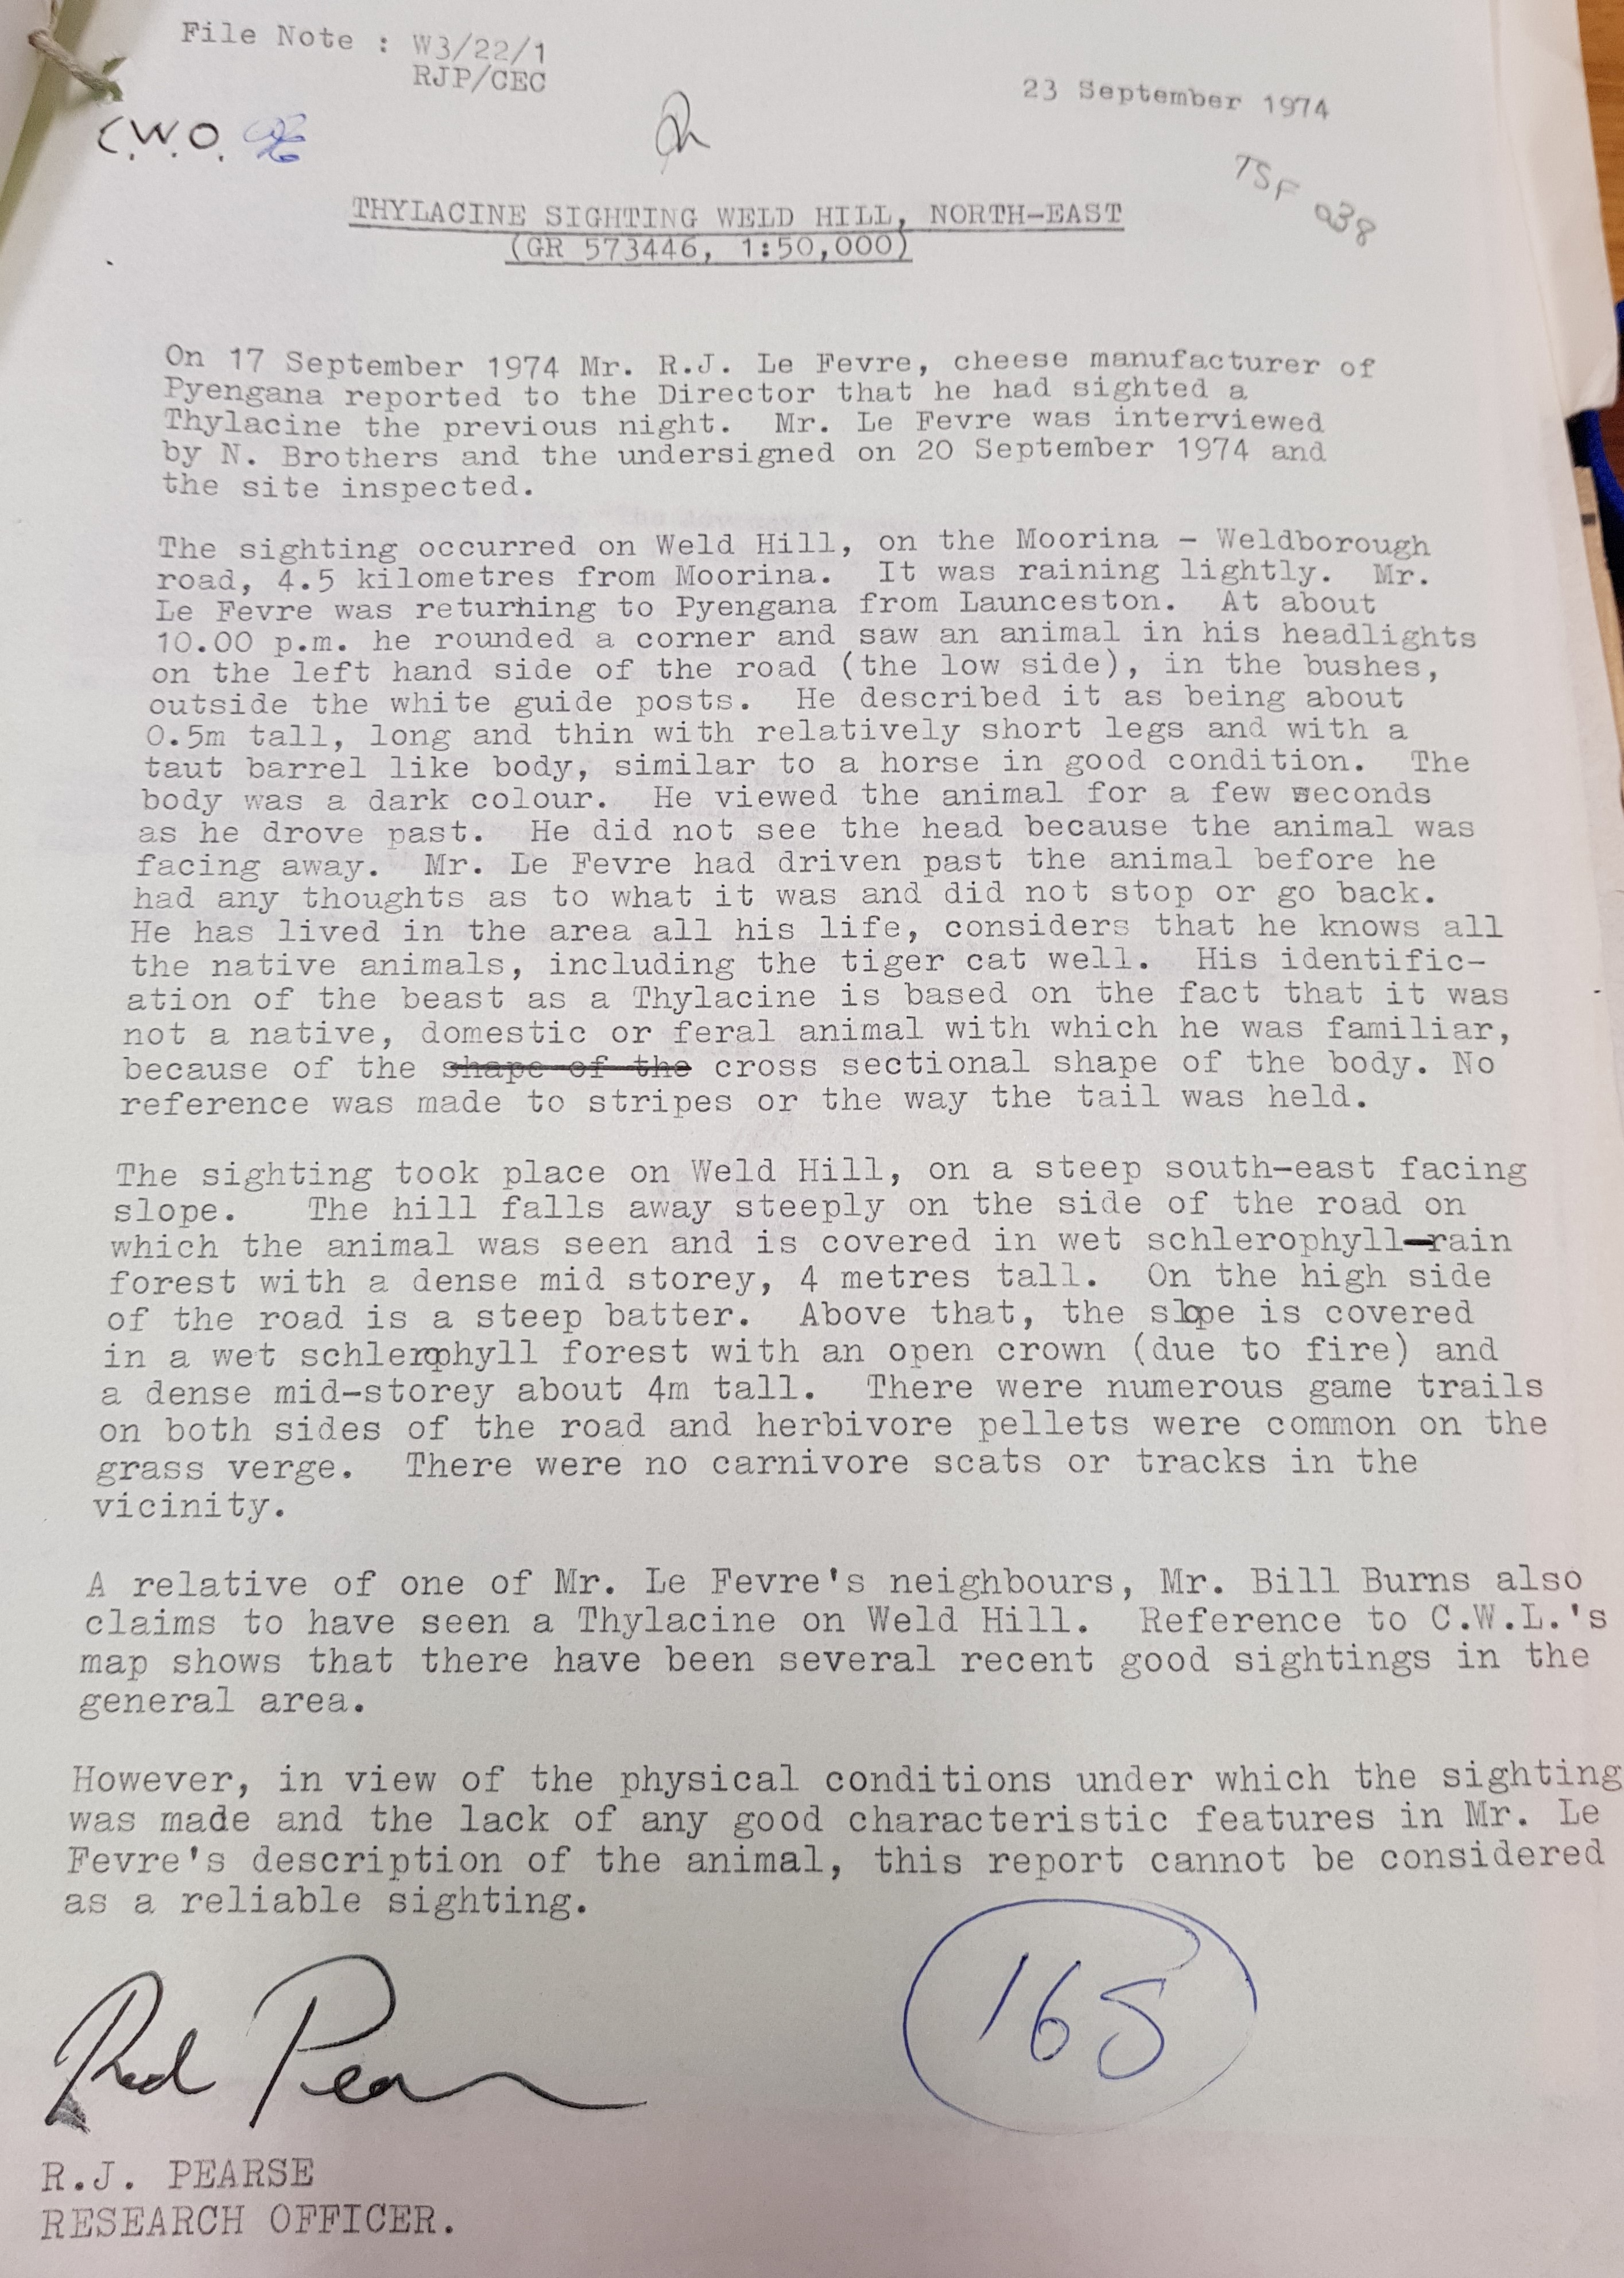 File Note : W3/22/1
RJP/CEC
23 September 1974
C.W.O.
TSF 038
THYLACINE SIGHTING WELD HILL, NORTH-EAST
(GR 573446, 1:50,000)
On 17 September 1974 Mr. R.J. Le Fevre, cheese manufacturer of
Pyengana reported to the Director that he had sighted a
Thylacine the previous night. Mr. Le Fevre was interviewed
by N. Brothers and the undersigned on 20 September 1974 and
the site inspected.
The sighting occurred on Weld Hill, on the Moorina - Weldborough
road, 4.5 kilometres from Moorina. It was raining lightly. Mr.
Le Fevre was returning to Pyengana from Launceston. At about
10.00 p.m. he rounded a corner and saw an animal in his headlights
on the left hand side of the road (the low side), in the bushes,
outside the white guide posts. He described it as being about
0.5m tall, long and thin with relatively short legs and with a
taut barrel like body, similar to a horse in good condition. The
body was a dark colour. He viewed the animal for a few seconds
as he drove past. He did not see the head because the animal was
facing away. Mr. Le Fevre had driven past the animal before he
had any thoughts as to what it was and did not stop or go back.
He has lived in the area all his life, considers that he knows all
the native animals, including the tiger cat well. His identific-
ation of the beast as a Thylacine is based on the fact that it was
not a native, domestic or feral animal with which he was familiar,
because of the shape of the cross sectional shape of the body. No
reference was made to stripes or the way the tail was held.
The sighting took place on Weld Hill, on a steep south-east facing
slope. The hill falls away steeply on the side of the road on
which the animal was seen and is covered in wet schlerophyll-rain
forest with a dense mid storey, 4 metres tall. On the high side
of the road is a steep batter. Above that, the slope is covered
in a wet schlerophyll forest with an open crown (due to fire) and
a dense mid-storey about 4m tall. There were numerous game trails
on both sides of the road and herbivore pellets were common on the
grass verge. There were no carnivore scats or tracks in the
vicinity.
A relative of one of Mr. Le Fevre's neighbours, Mr. Bill Burns also
claims to have seen a Thylacine on Weld Hill. Reference to C.W.L.'s
map shows that there have been several recent good sightings in the
general area.
However, in view of the physical conditions under which the sighting
was made and the lack of any good characteristic features in Mr. Le
Fevre's description of the animal, this report cannot be considered
as a reliable sighting.
165
R.J. PEARSE
RESEARCH OFFICER.